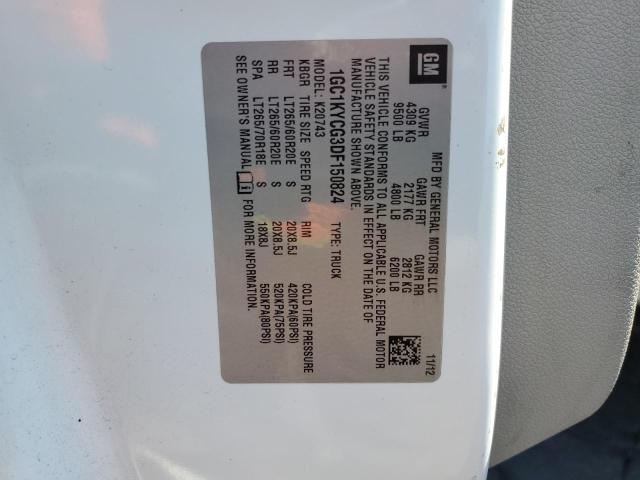 GM
MFD BY GENERAL MOTORS LLC 11/12
GVWR GAWR FRT GAWR RR
4309 KG 2177 KG 2812 KG
9500 LB 4800 LB 6200 LB
THIS VEHICLE CONFORMS TO ALL APPLICABLE U.S. FEDERAL MOTOR
VEHICLE SAFETY STANDARDS IN EFFECT ON THE DATE OF
MANUFACTURE SHOWN ABOVE.
1GC1KYCG3DF150824 TYPE: TRUCK
MODEL: K20743
KBGR TIRE SIZE SPEED RTG RIM COLD TIRE PRESSURE
FRT LT265/60R20E S 20X8.5J 420KPA(60PSI)
RR LT265/60R20E S 20X8.5J 520KPA(75PSI)
SPA LT265/70R18E S 18X8J 550KPA(80PSI)
SEE OWNER'S MANUAL FOR MORE INFORMATION.